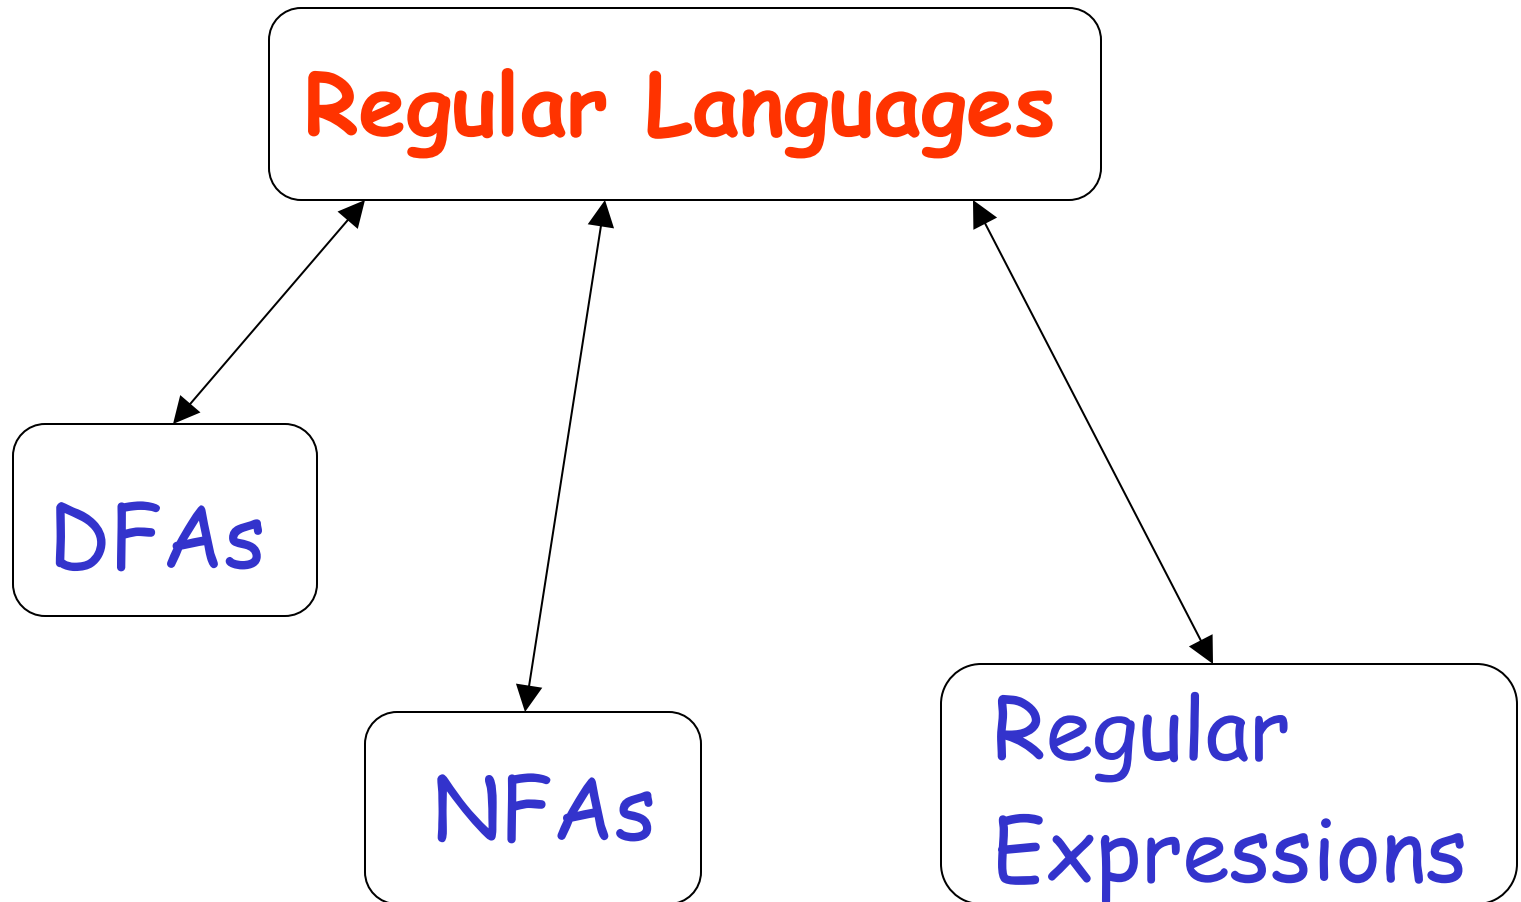 Regular Languages
DFAs
NFAs
Regular
Expressions